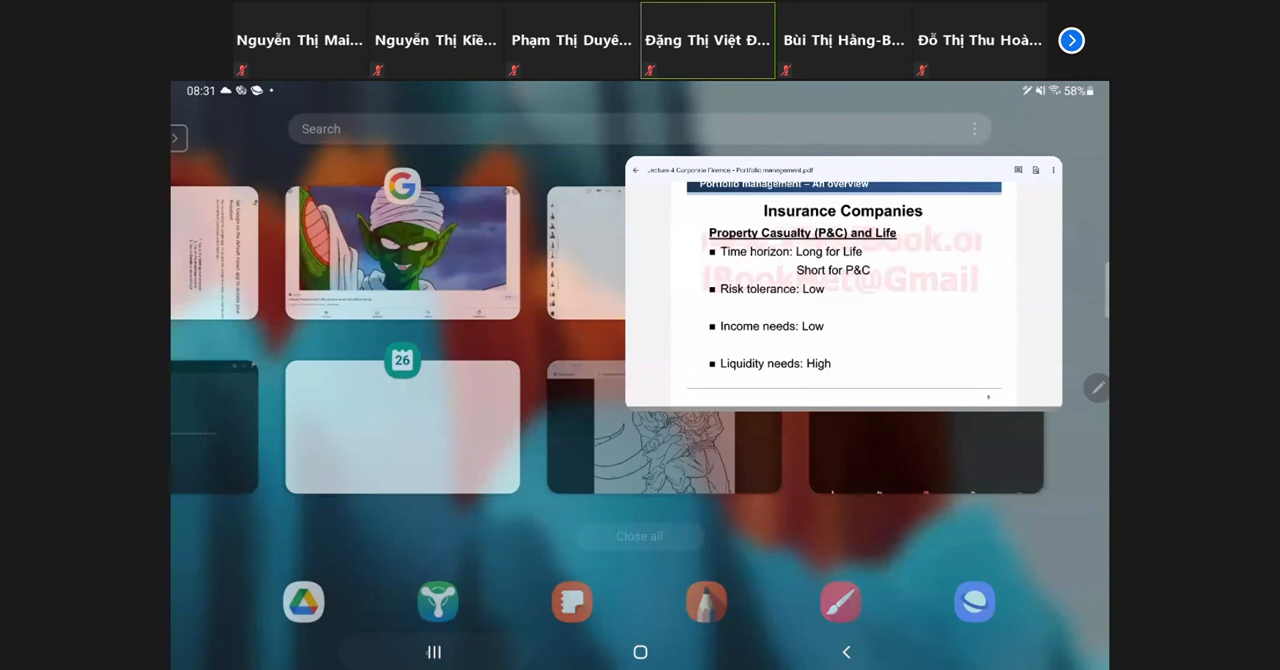 Nguyễn Thị Mai...
Nguyễn Thị Kiề...
Phạm Thị Duyê...
Đặng Thị Việt Đ...
Bùi Thị Hằng-B...
Đỗ Thị Thu Hoà...
08:31
58%
Search
Lecture 4 Corporate Finance - Portfolio management.pdf
Portfolio management – An overview
Insurance Companies
Property Casualty (P&C) and Life
■ Time horizon: Long for Life
Short for P&C
■ Risk tolerance: Low
■ Income needs: Low
■ Liquidity needs: High
26
Close all